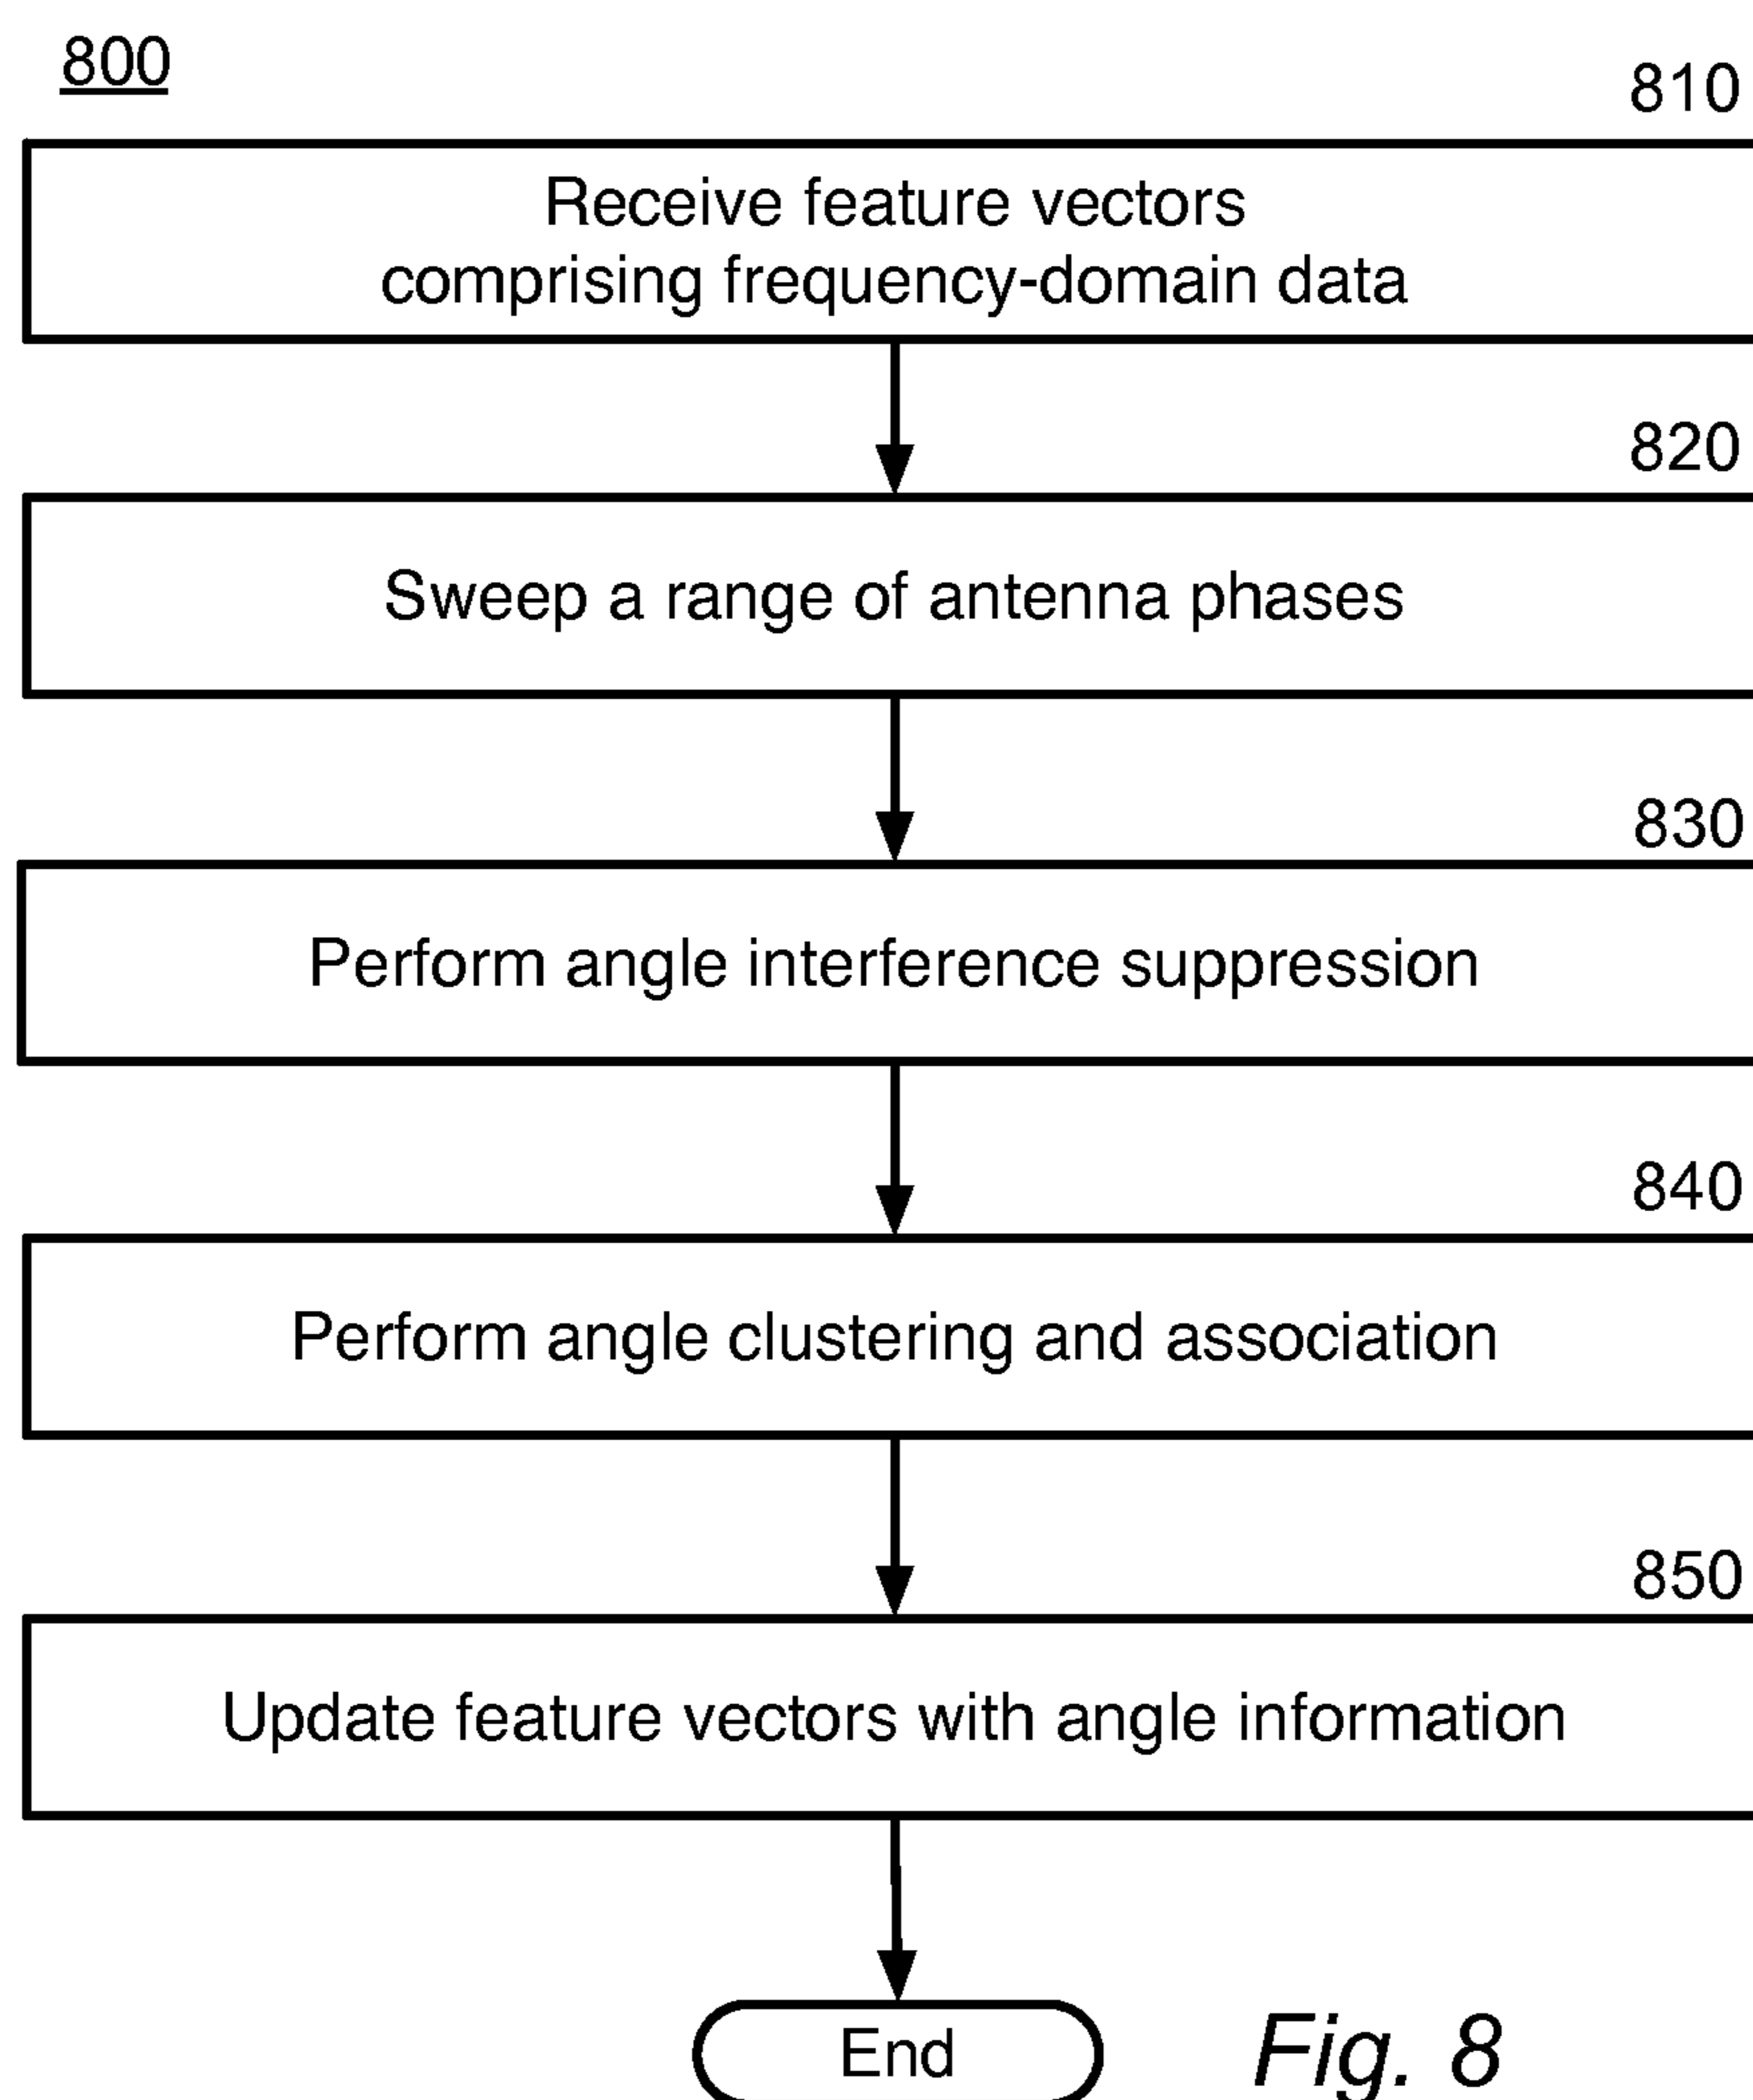 800
810
Receive feature vectors
comprising frequency-domain data
820
Sweep a range of antenna phases
830
Perform angle interference suppression
840
Perform angle clustering and association
850
Update feature vectors with angle information
End
Fig. 8